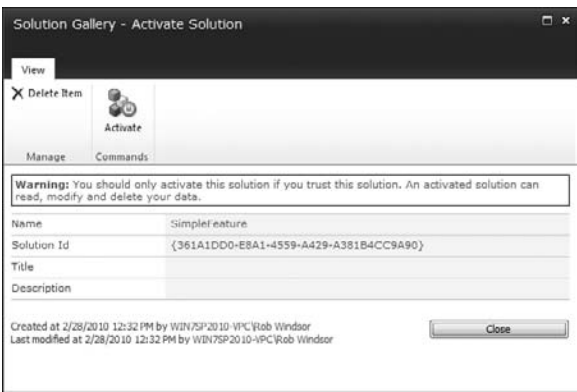 Solution Gallery - Activate Solution
View
Delete Item
Activate
Manage
Commands
Warning: You should only activate this solution if you trust this solution. An activated solution can
read, modify and delete your data.
Name SimpleFeature
Solution Id {361A1DD0-E8A1-4559-A429-A381B4CC9A90}
Title
Description
Created at 2/28/2010 12:32 PM by WIN7SP2010-VPC\Rob Windsor
Last modified at 2/28/2010 12:32 PM by WIN7SP2010-VPC\Rob Windsor
Close